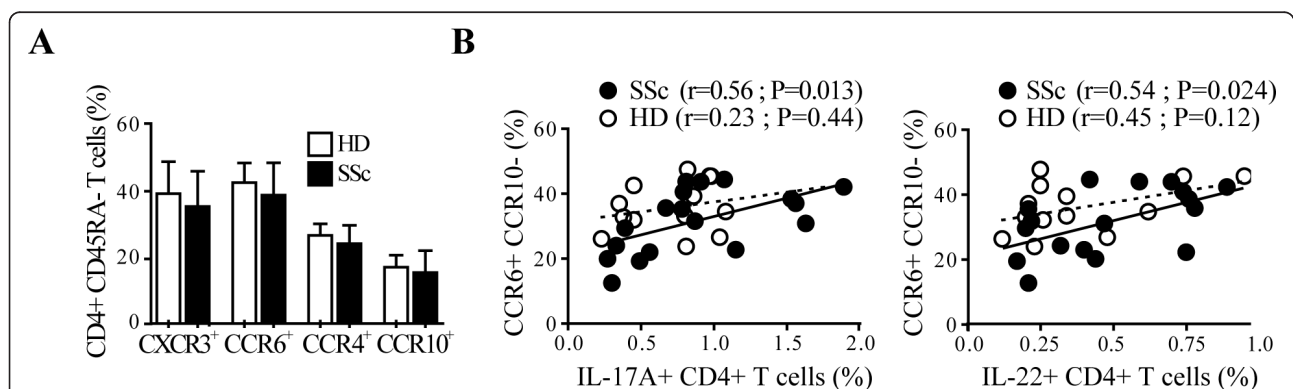 A
CD4+ CD45RA- T cells (%)
60
40
20
0
HD
SSc
CXCR3+
CCR6+
CCR4+
CCR10+
B
SSc (r=0.56 ; P=0.013)
HD (r=0.23 ; P=0.44)
CCR6+ CCR10- (%)
60
40
20
0
0.0 0.5 1.0 1.5 2.0
IL-17A+ CD4+ T cells (%)
SSc (r=0.54 ; P=0.024)
HD (r=0.45 ; P=0.12)
CCR6+ CCR10- (%)
60
40
20
0
0.00 0.25 0.5 0.75 1.0
IL-22+ CD4+ T cells (%)